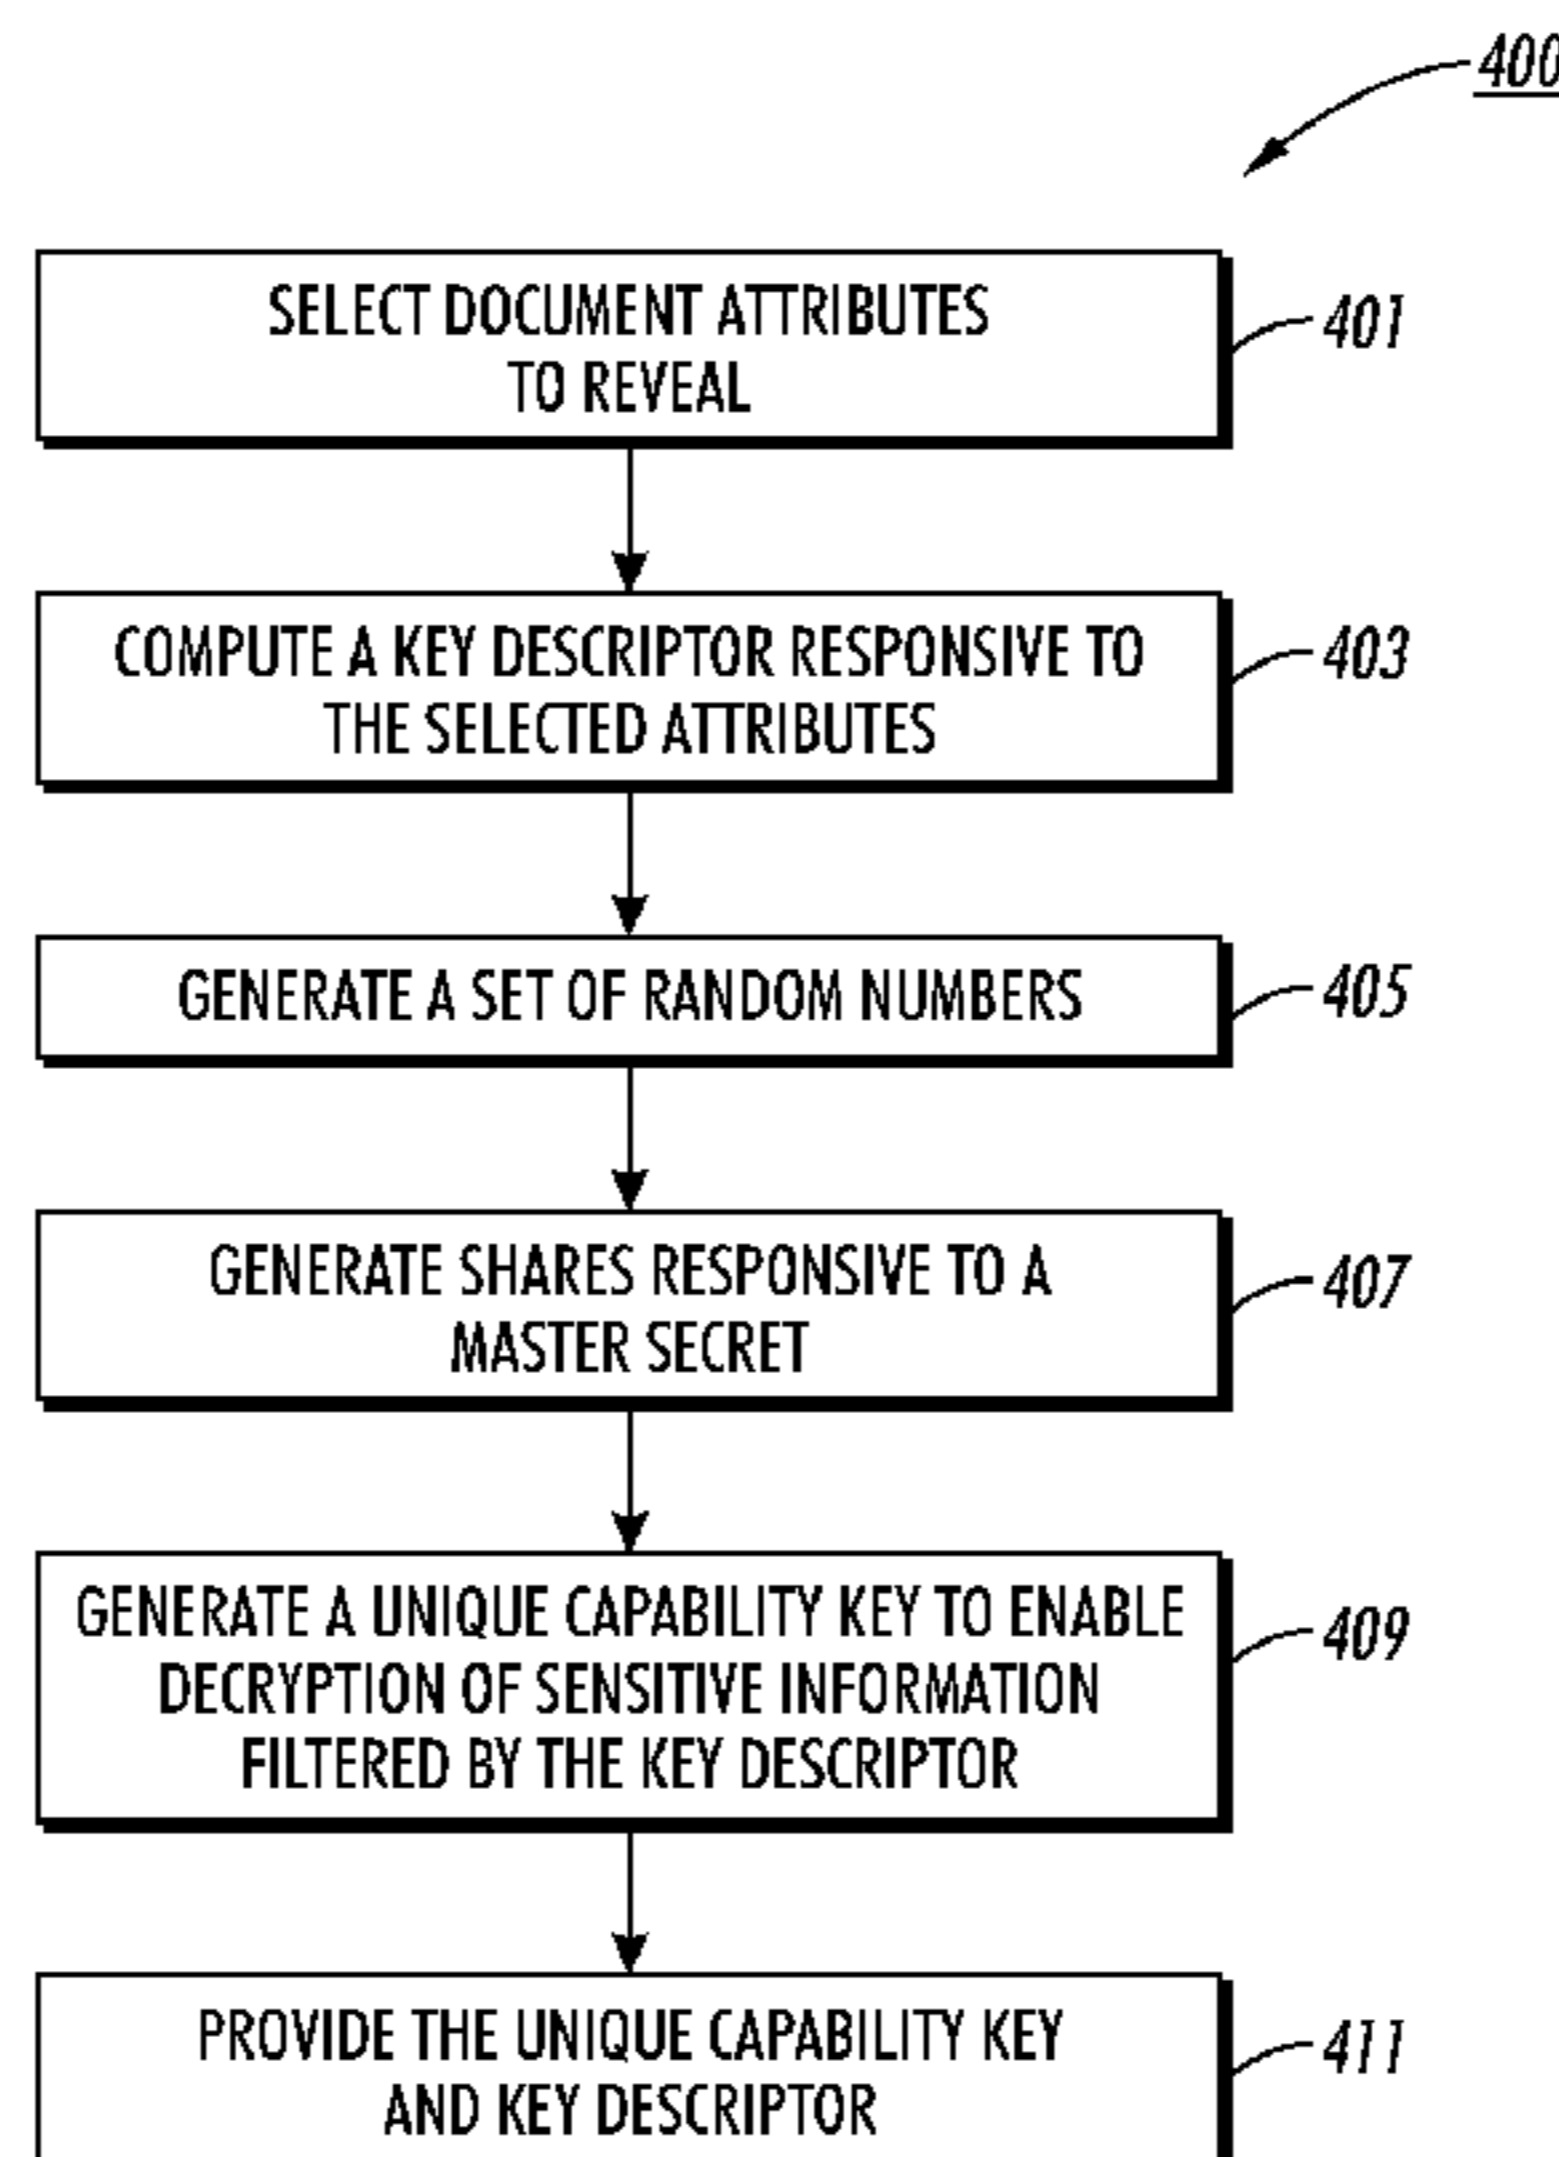 400
SELECT DOCUMENT ATTRIBUTES
TO REVEAL
401
COMPUTE A KEY DESCRIPTOR RESPONSIVE TO
THE SELECTED ATTRIBUTES
403
GENERATE A SET OF RANDOM NUMBERS
405
GENERATE SHARES RESPONSIVE TO A
MASTER SECRET
407
GENERATE A UNIQUE CAPABILITY KEY TO ENABLE
DECRYPTION OF SENSITIVE INFORMATION
FILTERED BY THE KEY DESCRIPTOR
409
PROVIDE THE UNIQUE CAPABILITY KEY
AND KEY DESCRIPTOR
411